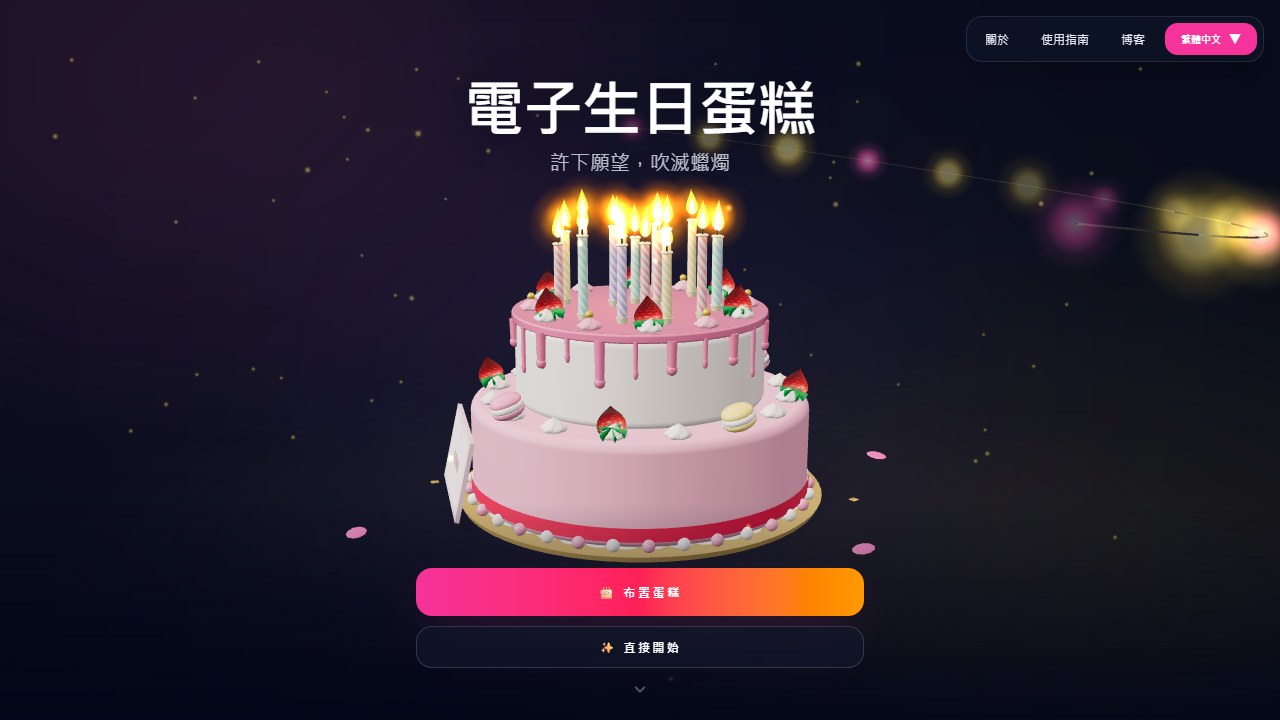 關於
使用指南
博客
繁體中文 ▼
電子生日蛋糕
許下願望，吹滅蠟燭
🎂 布置蛋糕
✨ 直接開始